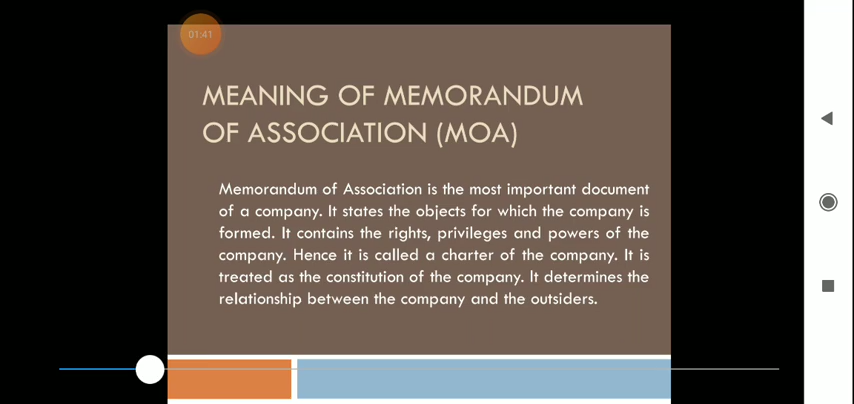 01:41
MEANING OF MEMORANDUM
OF ASSOCIATION (MOA)
Memorandum of Association is the most important document
of a company. It states the objects for which the company is
formed. It contains the rights, privileges and powers of the
company. Hence it is called a charter of the company. It is
treated as the constitution of the company. It determines the
relationship between the company and the outsiders.